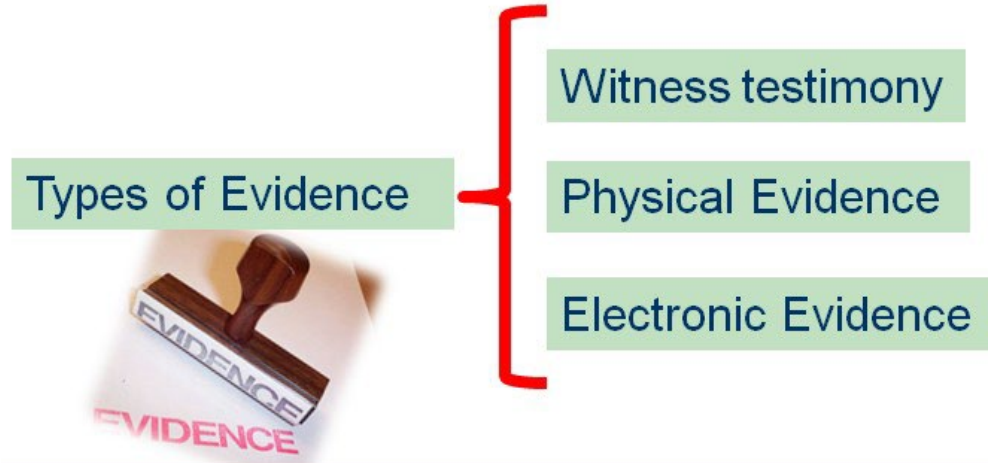 Types of Evidence
Witness testimony
Physical Evidence
Electronic Evidence
EVIDENCE
EVIDENCE